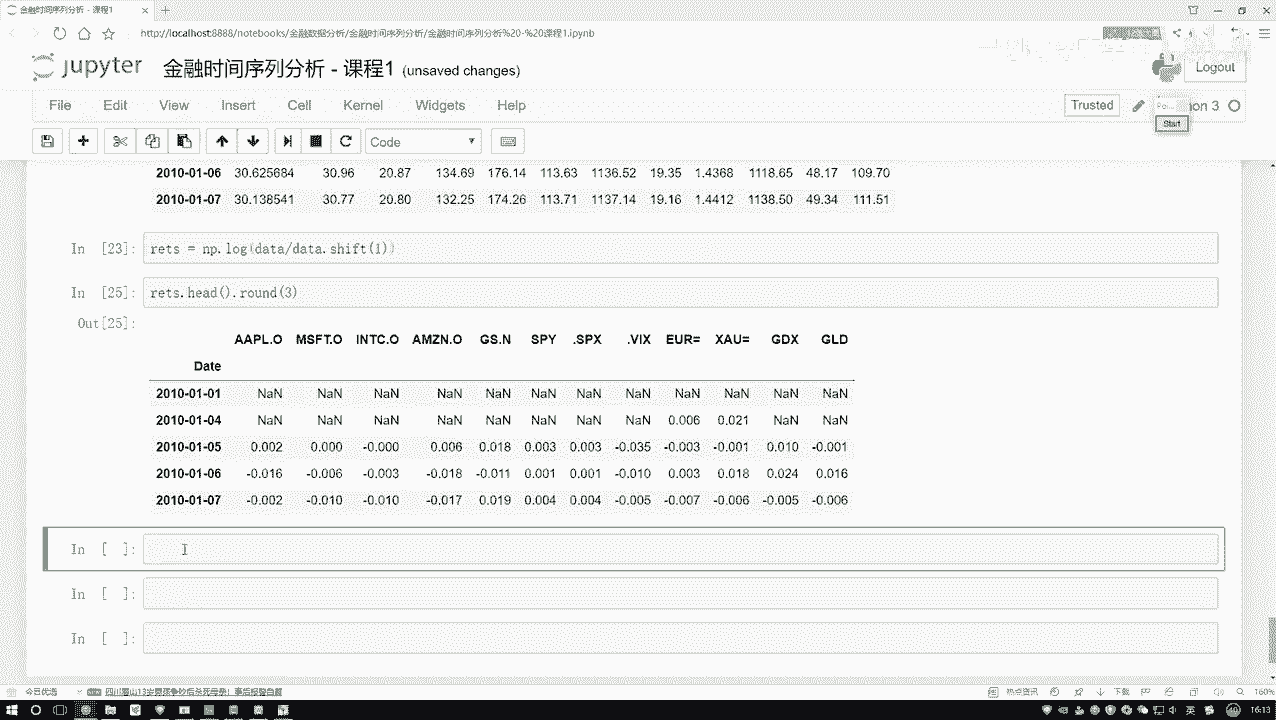 金融时间序列分析 - 课程1
http://localhost:8888/notebooks/金融数据分析/金融时间序列分析/金融时间序列分析%20-%20课程1.ipynb
jupyter 金融时间序列分析 - 课程1 (unsaved changes)
Logout
File Edit View Insert Cell Kernel Widgets Help
Trusted
on 3
Start
Code
2010-01-06 30.625684 30.96 20.87 134.69 176.14 113.63 1136.52 19.35 1.4368 1118.65 48.17 109.70
2010-01-07 30.138541 30.77 20.80 132.25 174.26 113.71 1137.14 19.16 1.4412 1138.50 49.34 111.51
In [23]: rets = np.log(data/data.shift(1))
In [25]: rets.head().round(3)
Out[25]:
AAPL.O MSFT.O INTC.O AMZN.O GS.N SPY .SPX .VIX EUR= XAU= GDX GLD
Date
2010-01-01 NaN NaN NaN NaN NaN NaN NaN NaN NaN NaN NaN NaN
2010-01-04 NaN NaN NaN NaN NaN NaN NaN NaN 0.006 0.021 NaN NaN
2010-01-05 0.002 0.000 -0.000 0.006 0.018 0.003 0.003 -0.035 -0.003 -0.001 0.010 -0.001
2010-01-06 -0.016 -0.006 -0.003 -0.018 -0.011 0.001 0.001 -0.010 0.003 0.018 0.024 0.016
2010-01-07 -0.002 -0.010 -0.010 -0.017 0.019 0.004 0.004 -0.005 -0.007 -0.006 -0.005 -0.006
In [ ]:
In [ ]:
In [ ]:
今日优选
热点资讯
下载
160%
英
16:13